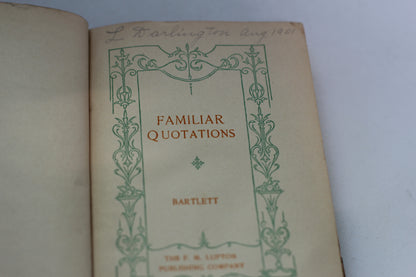 L Darlington Aug 1901
FAMILIAR
QUOTATIONS
BARTLETT
THE F. M. LUPTON
PUBLISHING COMPANY